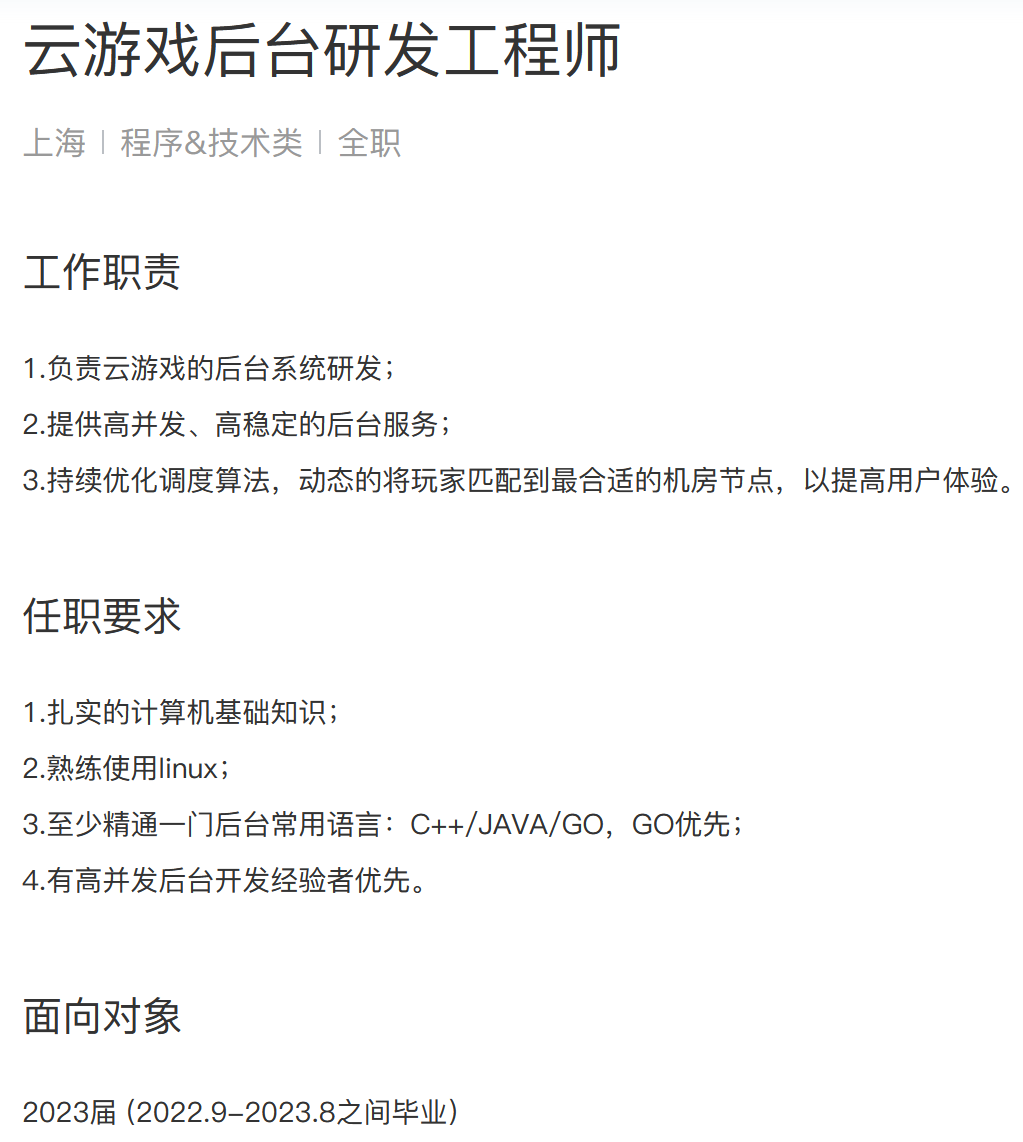 云游戏后台研发工程师
上海 | 程序&技术类 | 全职
工作职责
1.负责云游戏的后台系统研发；
2.提供高并发、高稳定的后台服务；
3.持续优化调度算法，动态的将玩家匹配到最合适的机房节点，以提高用户体验。
任职要求
1.扎实的计算机基础知识；
2.熟练使用linux；
3.至少精通一门后台常用语言：C++/JAVA/GO，GO优先；
4.有高并发后台开发经验者优先。
面向对象
2023届 (2022.9–2023.8之间毕业)